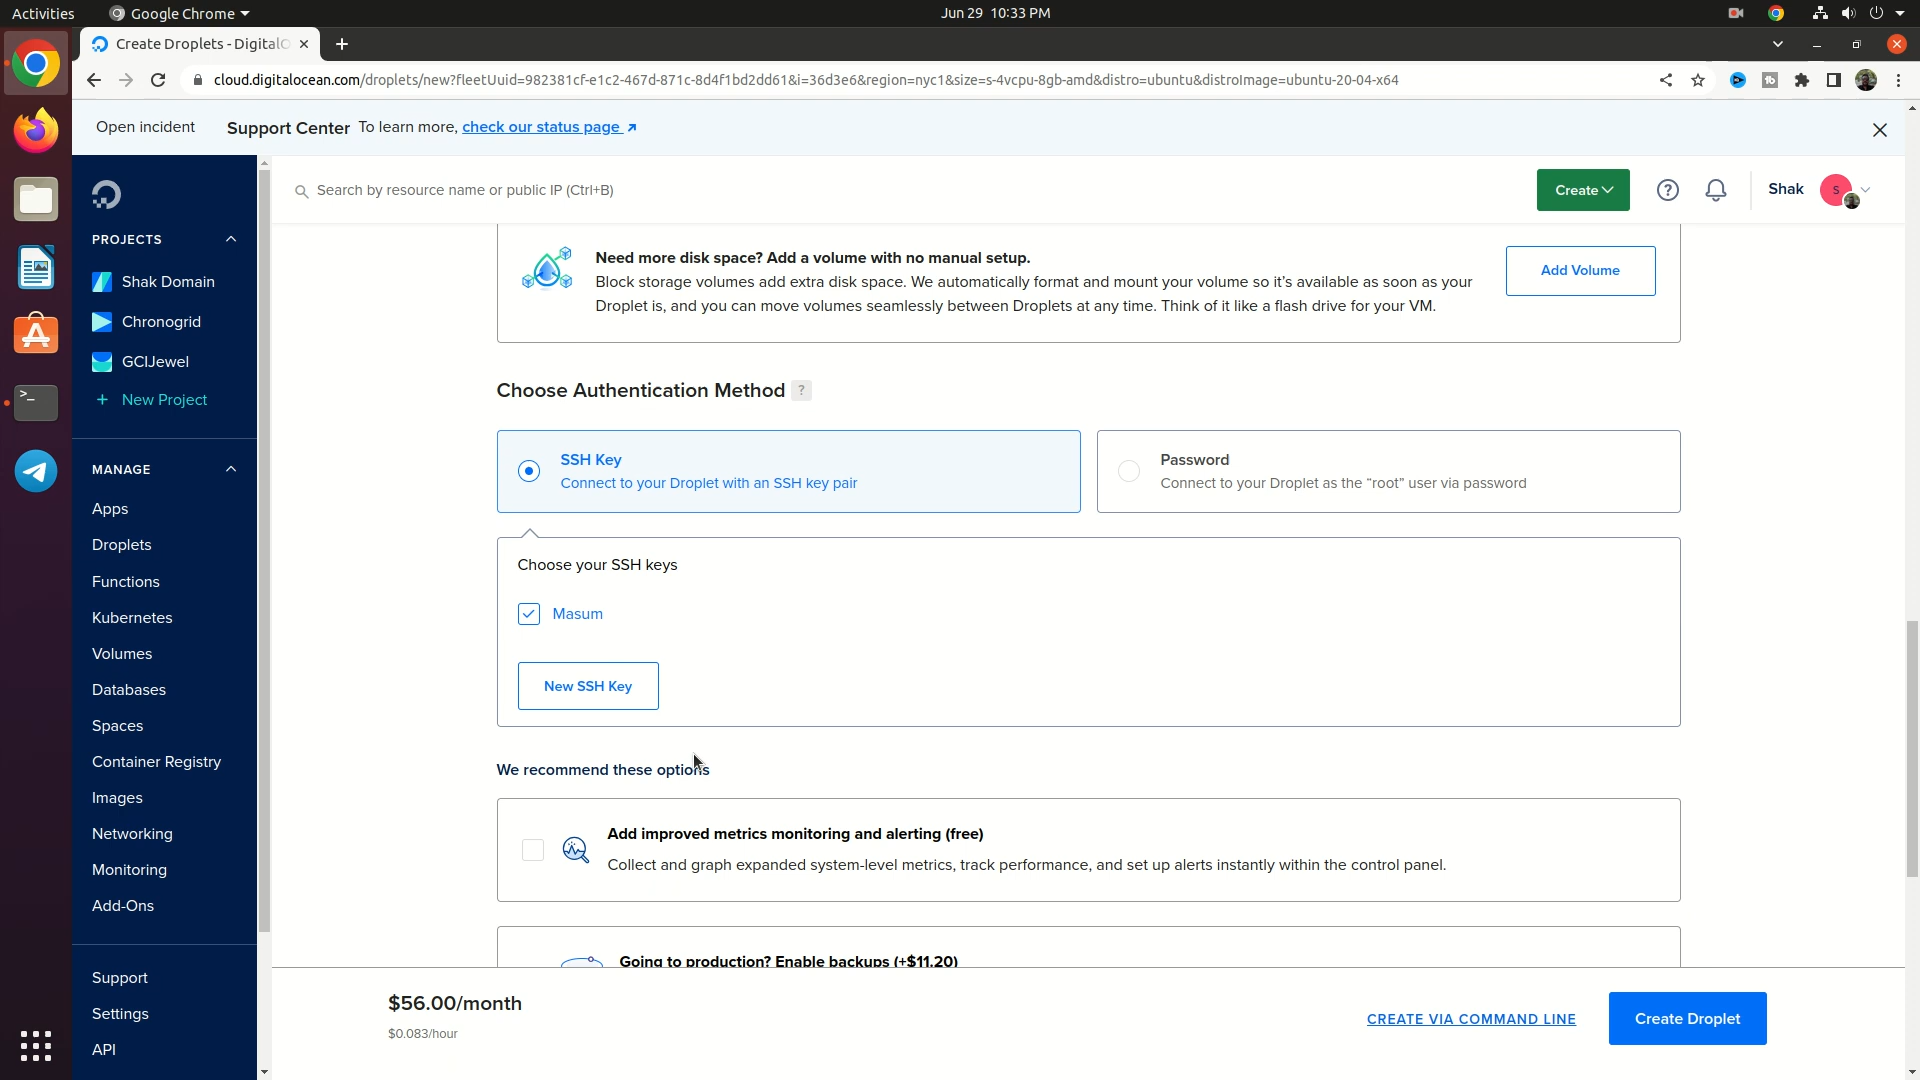 Activities
Google Chrome
Jun 29 10:33 PM
Create Droplets - Digital
cloud.digitalocean.com/droplets/new?fleetUuid=982381cf-e1c2-467d-871c-8d4f1bd2dd61&i=36d3e6&region=nyc1&size=s-4vcpu-8gb-amd&distro=ubuntu&distroImage=ubuntu-20-04-x64
Open incident
Support Center To learn more, check our status page
Search by resource name or public IP (Ctrl+B)
Create
?
Shak
S
PROJECTS
Shak Domain
Chronogrid
GCIJewel
+ New Project
MANAGE
Apps
Droplets
Functions
Kubernetes
Volumes
Databases
Spaces
Container Registry
Images
Networking
Monitoring
Add-Ons
Support
Settings
API
Need more disk space? Add a volume with no manual setup.
Block storage volumes add extra disk space. We automatically format and mount your volume so it's available as soon as your
Droplet is, and you can move volumes seamlessly between Droplets at any time. Think of it like a flash drive for your VM.
Add Volume
Choose Authentication Method ?
SSH Key
Connect to your Droplet with an SSH key pair
Password
Connect to your Droplet as the “root” user via password
Choose your SSH keys
Masum
New SSH Key
We recommend these options
Add improved metrics monitoring and alerting (free)
Collect and graph expanded system-level metrics, track performance, and set up alerts instantly within the control panel.
Going to production? Enable backups (+$11.20)
$56.00/month
$0.083/hour
CREATE VIA COMMAND LINE
Create Droplet